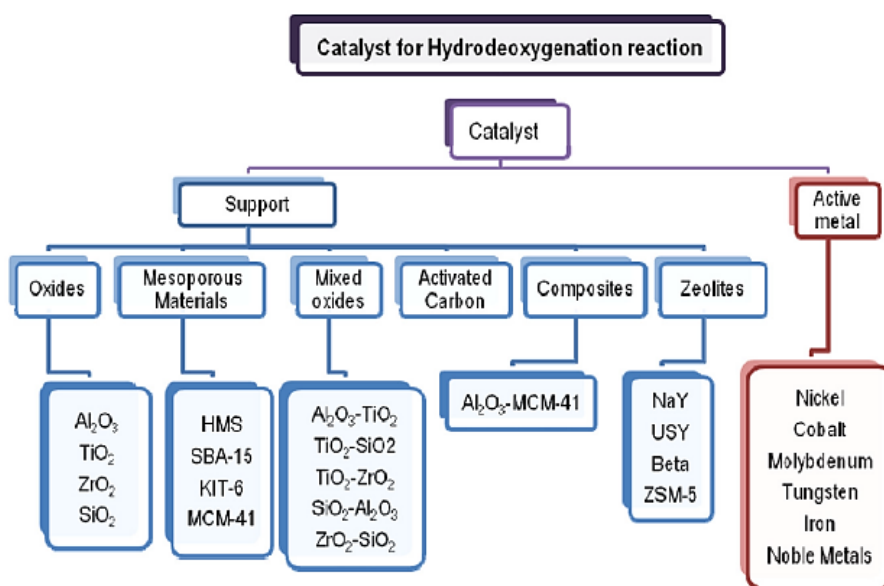 Catalyst for Hydrodeoxygenation reaction
Catalyst
Support
Active
metal
Oxides
Mesoporous
Materials
Mixed
oxides
Activated
Carbon
Composites
Zeolites
Al₂O₃
TiO₂
ZrO₂
SiO₂
HMS
SBA-15
KIT-6
MCM-41
Al₂O₃-TiO₂
TiO₂-SiO2
TiO₂-ZrO₂
SiO₂-Al₂O₃
ZrO₂-SiO₂
Al₂O₃-MCM-41
NaY
USY
Beta
ZSM-5
Nickel
Cobalt
Molybdenum
Tungsten
Iron
Noble Metals